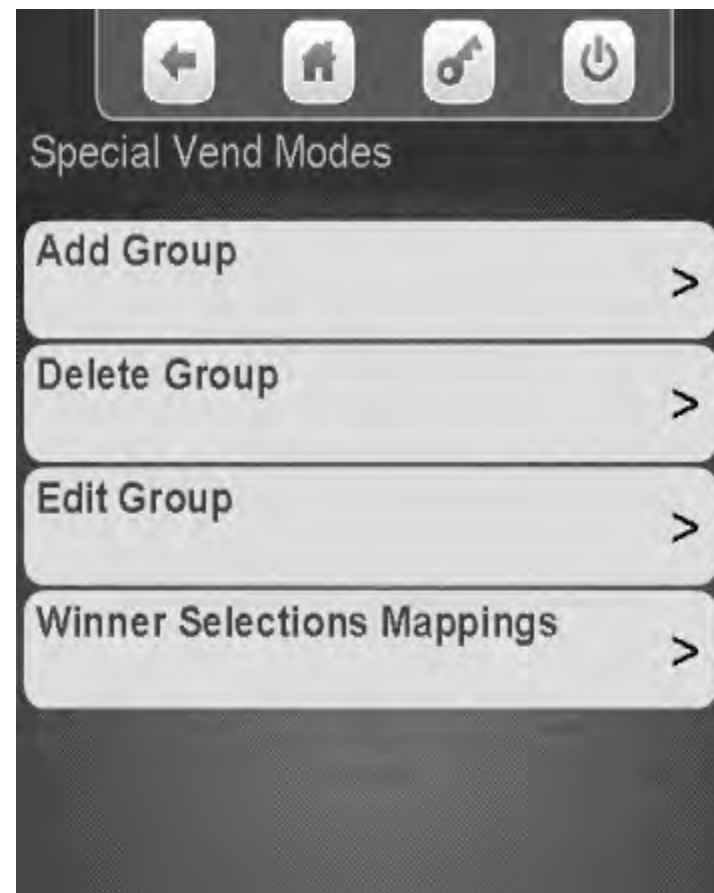 Special Vend Modes
Add Group
>
Delete Group
>
Edit Group
>
Winner Selections Mappings
>